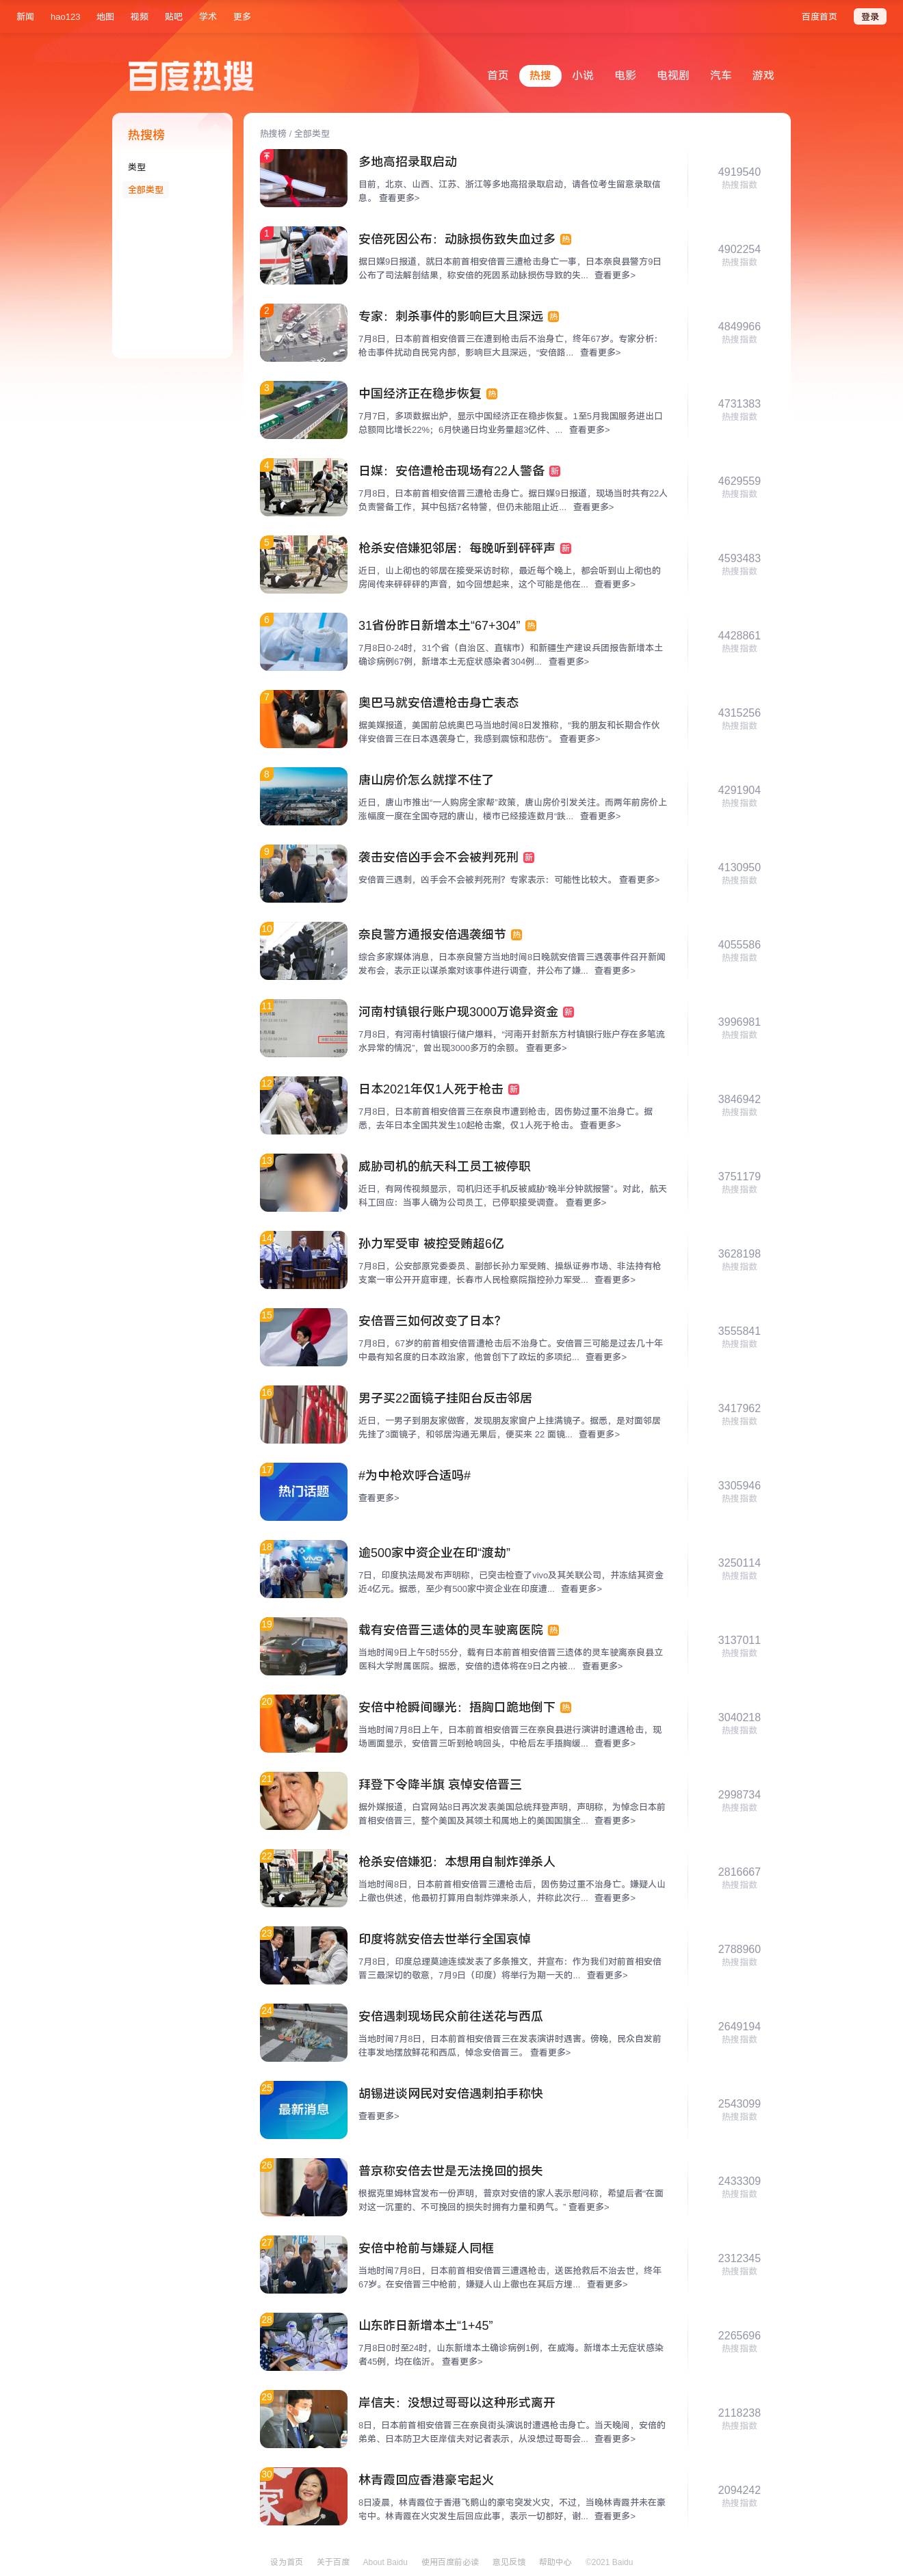 新闻 hao123 地图 视频 贴吧 学术 更多 百度首页 登录
百度热搜 首页 热搜 小说 电影 电视剧 汽车 游戏
热搜榜
类型
全部类型
热搜榜 / 全部类型
多地高招录取启动
目前，北京、山西、江苏、浙江等多地高招录取启动，请各位考生留意录取信
息。 查看更多>
4919540
热搜指数
1
安倍死因公布：动脉损伤致失血过多 热
据日媒9日报道，就日本前首相安倍晋三遭枪击身亡一事，日本奈良县警方9日
公布了司法解剖结果，称安倍的死因系动脉损伤导致的失... 查看更多>
4902254
热搜指数
2
专家：刺杀事件的影响巨大且深远 热
7月8日，日本前首相安倍晋三在遭到枪击后不治身亡，终年67岁。专家分析：
枪击事件扰动自民党内部，影响巨大且深远，“安倍路... 查看更多>
4849966
热搜指数
3
中国经济正在稳步恢复 热
7月7日，多项数据出炉，显示中国经济正在稳步恢复。1至5月我国服务进出口
总额同比增长22%；6月快递日均业务量超3亿件，... 查看更多>
4731383
热搜指数
4
日媒：安倍遭枪击现场有22人警备 新
7月8日，日本前首相安倍晋三遭枪击身亡。据日媒9日报道，现场当时共有22人
负责警备工作，其中包括7名特警，但仍未能阻止近... 查看更多>
4629559
热搜指数
5
枪杀安倍嫌犯邻居：每晚听到砰砰声 新
近日，山上彻也的邻居在接受采访时称，最近每个晚上，都会听到山上彻也的
房间传来砰砰砰的声音，如今回想起来，这个可能是他在... 查看更多>
4593483
热搜指数
6
31省份昨日新增本土“67+304” 热
7月8日0-24时，31个省（自治区、直辖市）和新疆生产建设兵团报告新增本土
确诊病例67例，新增本土无症状感染者304例... 查看更多>
4428861
热搜指数
7
奥巴马就安倍遭枪击身亡表态
据美媒报道，美国前总统奥巴马当地时间8日发推称，“我的朋友和长期合作伙
伴安倍晋三在日本遇袭身亡，我感到震惊和悲伤”。 查看更多>
4315256
热搜指数
8
唐山房价怎么就撑不住了
近日，唐山市推出“一人购房全家帮”政策，唐山房价引发关注。而两年前房价上
涨幅度一度在全国夺冠的唐山，楼市已经接连数月“跌... 查看更多>
4291904
热搜指数
9
袭击安倍凶手会不会被判死刑 新
安倍晋三遇刺，凶手会不会被判死刑？专家表示：可能性比较大。 查看更多>
4130950
热搜指数
10
奈良警方通报安倍遇袭细节 热
综合多家媒体消息，日本奈良警方当地时间8日晚就安倍晋三遇袭事件召开新闻
发布会，表示正以谋杀案对该事件进行调查，并公布了嫌... 查看更多>
4055586
热搜指数
11
河南村镇银行账户现3000万诡异资金 新
7月8日，有河南村镇银行储户爆料，“河南开封新东方村镇银行账户存在多笔流
水异常的情况”，曾出现3000多万的余额。 查看更多>
3996981
热搜指数
12
日本2021年仅1人死于枪击 新
7月8日，日本前首相安倍晋三在奈良市遭到枪击，因伤势过重不治身亡。据
悉，去年日本全国共发生10起枪击案，仅1人死于枪击。 查看更多>
3846942
热搜指数
13
威胁司机的航天科工员工被停职
近日，有网传视频显示，司机归还手机反被威胁“晚半分钟就报警”。对此，航天
科工回应：当事人确为公司员工，已停职接受调查。 查看更多>
3751179
热搜指数
14
孙力军受审 被控受贿超6亿
7月8日，公安部原党委委员、副部长孙力军受贿、操纵证券市场、非法持有枪
支案一审公开开庭审理，长春市人民检察院指控孙力军受... 查看更多>
3628198
热搜指数
15
安倍晋三如何改变了日本？
7月8日，67岁的前首相安倍晋遭枪击后不治身亡。安倍晋三可能是过去几十年
中最有知名度的日本政治家，他曾创下了政坛的多项纪... 查看更多>
3555841
热搜指数
16
男子买22面镜子挂阳台反击邻居
近日，一男子到朋友家做客，发现朋友家窗户上挂满镜子。据悉，是对面邻居
先挂了3面镜子，和邻居沟通无果后，便买来 22 面镜... 查看更多>
3417962
热搜指数
17
热门话题
#为中枪欢呼合适吗#
查看更多>
3305946
热搜指数
18
逾500家中资企业在印“渡劫”
7日，印度执法局发布声明称，已突击检查了vivo及其关联公司，并冻结其资金
近4亿元。据悉，至少有500家中资企业在印度遭... 查看更多>
3250114
热搜指数
19
载有安倍晋三遗体的灵车驶离医院 热
当地时间9日上午5时55分，载有日本前首相安倍晋三遗体的灵车驶离奈良县立
医科大学附属医院。据悉，安倍的遗体将在9日之内被... 查看更多>
3137011
热搜指数
20
安倍中枪瞬间曝光：捂胸口跪地倒下 热
当地时间7月8日上午，日本前首相安倍晋三在奈良县进行演讲时遭遇枪击，现
场画面显示，安倍晋三听到枪响回头，中枪后左手捂胸缓... 查看更多>
3040218
热搜指数
21
拜登下令降半旗 哀悼安倍晋三
据外媒报道，白宫网站8日再次发表美国总统拜登声明，声明称，为悼念日本前
首相安倍晋三，整个美国及其领土和属地上的美国国旗全... 查看更多>
2998734
热搜指数
22
枪杀安倍嫌犯：本想用自制炸弹杀人
当地时间8日，日本前首相安倍晋三遭枪击后，因伤势过重不治身亡。嫌疑人山
上徹也供述，他最初打算用自制炸弹来杀人，并称此次行... 查看更多>
2816667
热搜指数
23
印度将就安倍去世举行全国哀悼
7月8日，印度总理莫迪连续发表了多条推文，并宣布：作为我们对前首相安倍
晋三最深切的敬意，7月9日（印度）将举行为期一天的... 查看更多>
2788960
热搜指数
24
安倍遇刺现场民众前往送花与西瓜
当地时间7月8日，日本前首相安倍晋三在发表演讲时遇害。傍晚，民众自发前
往事发地摆放鲜花和西瓜，悼念安倍晋三。 查看更多>
2649194
热搜指数
25
最新消息
胡锡进谈网民对安倍遇刺拍手称快
查看更多>
2543099
热搜指数
26
普京称安倍去世是无法挽回的损失
根据克里姆林宫发布一份声明，普京对安倍的家人表示慰问称，希望后者“在面
对这一沉重的、不可挽回的损失时拥有力量和勇气。” 查看更多>
2433309
热搜指数
27
安倍中枪前与嫌疑人同框
当地时间7月8日，日本前首相安倍晋三遭遇枪击，送医抢救后不治去世，终年
67岁。在安倍晋三中枪前，嫌疑人山上徹也在其后方埋... 查看更多>
2312345
热搜指数
28
山东昨日新增本土“1+45”
7月8日0时至24时，山东新增本土确诊病例1例，在威海。新增本土无症状感染
者45例，均在临沂。 查看更多>
2265696
热搜指数
29
岸信夫：没想过哥哥以这种形式离开
8日，日本前首相安倍晋三在奈良街头演说时遭遇枪击身亡。当天晚间，安倍的
弟弟、日本防卫大臣岸信夫对记者表示，从没想过哥哥会... 查看更多>
2118238
热搜指数
30
林青霞回应香港豪宅起火
8日凌晨，林青霞位于香港飞鹅山的豪宅突发火灾，不过，当晚林青霞并未在豪
宅中。林青霞在火灾发生后回应此事，表示一切都好，谢... 查看更多>
2094242
热搜指数
设为首页 关于百度 About Baidu 使用百度前必读 意见反馈 帮助中心 ©2021 Baidu